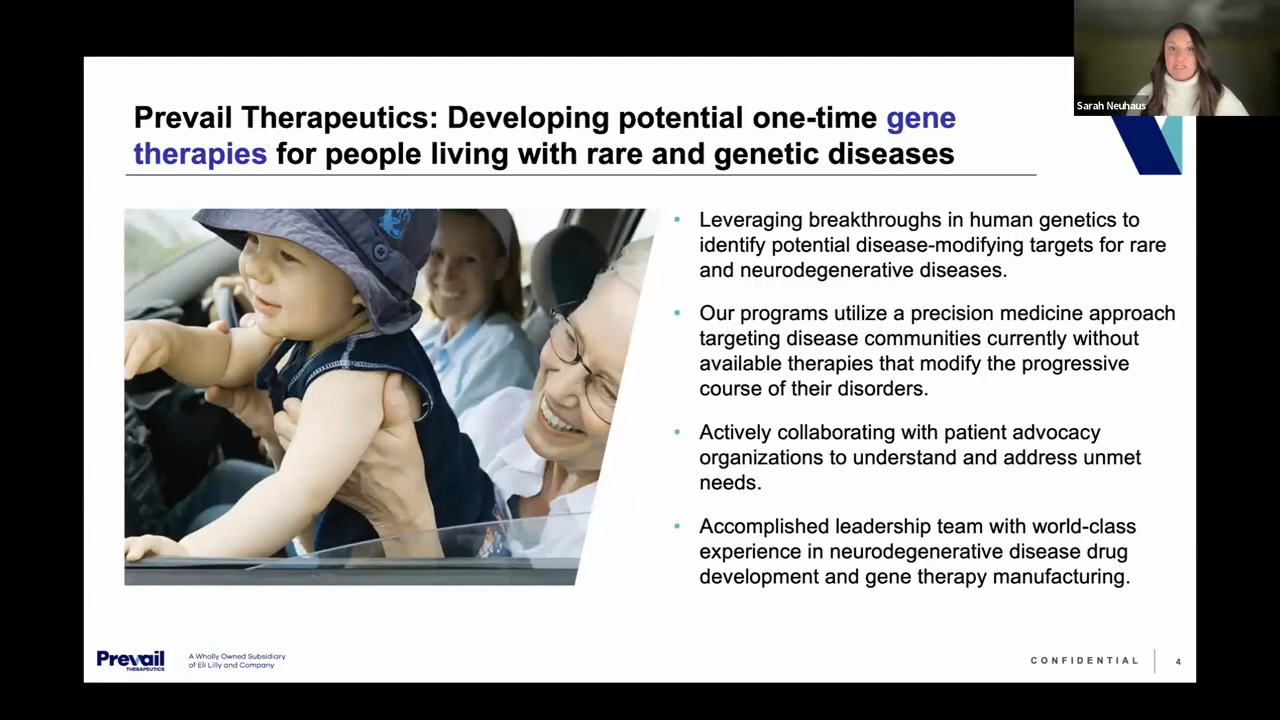 Sarah Neuhaus
Prevail Therapeutics: Developing potential one-time gene
therapies for people living with rare and genetic diseases
• Leveraging breakthroughs in human genetics to
identify potential disease-modifying targets for rare
and neurodegenerative diseases.
• Our programs utilize a precision medicine approach
targeting disease communities currently without
available therapies that modify the progressive
course of their disorders.
• Actively collaborating with patient advocacy
organizations to understand and address unmet
needs.
• Accomplished leadership team with world-class
experience in neurodegenerative disease drug
development and gene therapy manufacturing.
Prevail
THERAPEUTICS
A Wholly Owned Subsidiary
of Eli Lilly and Company
CONFIDENTIAL
4